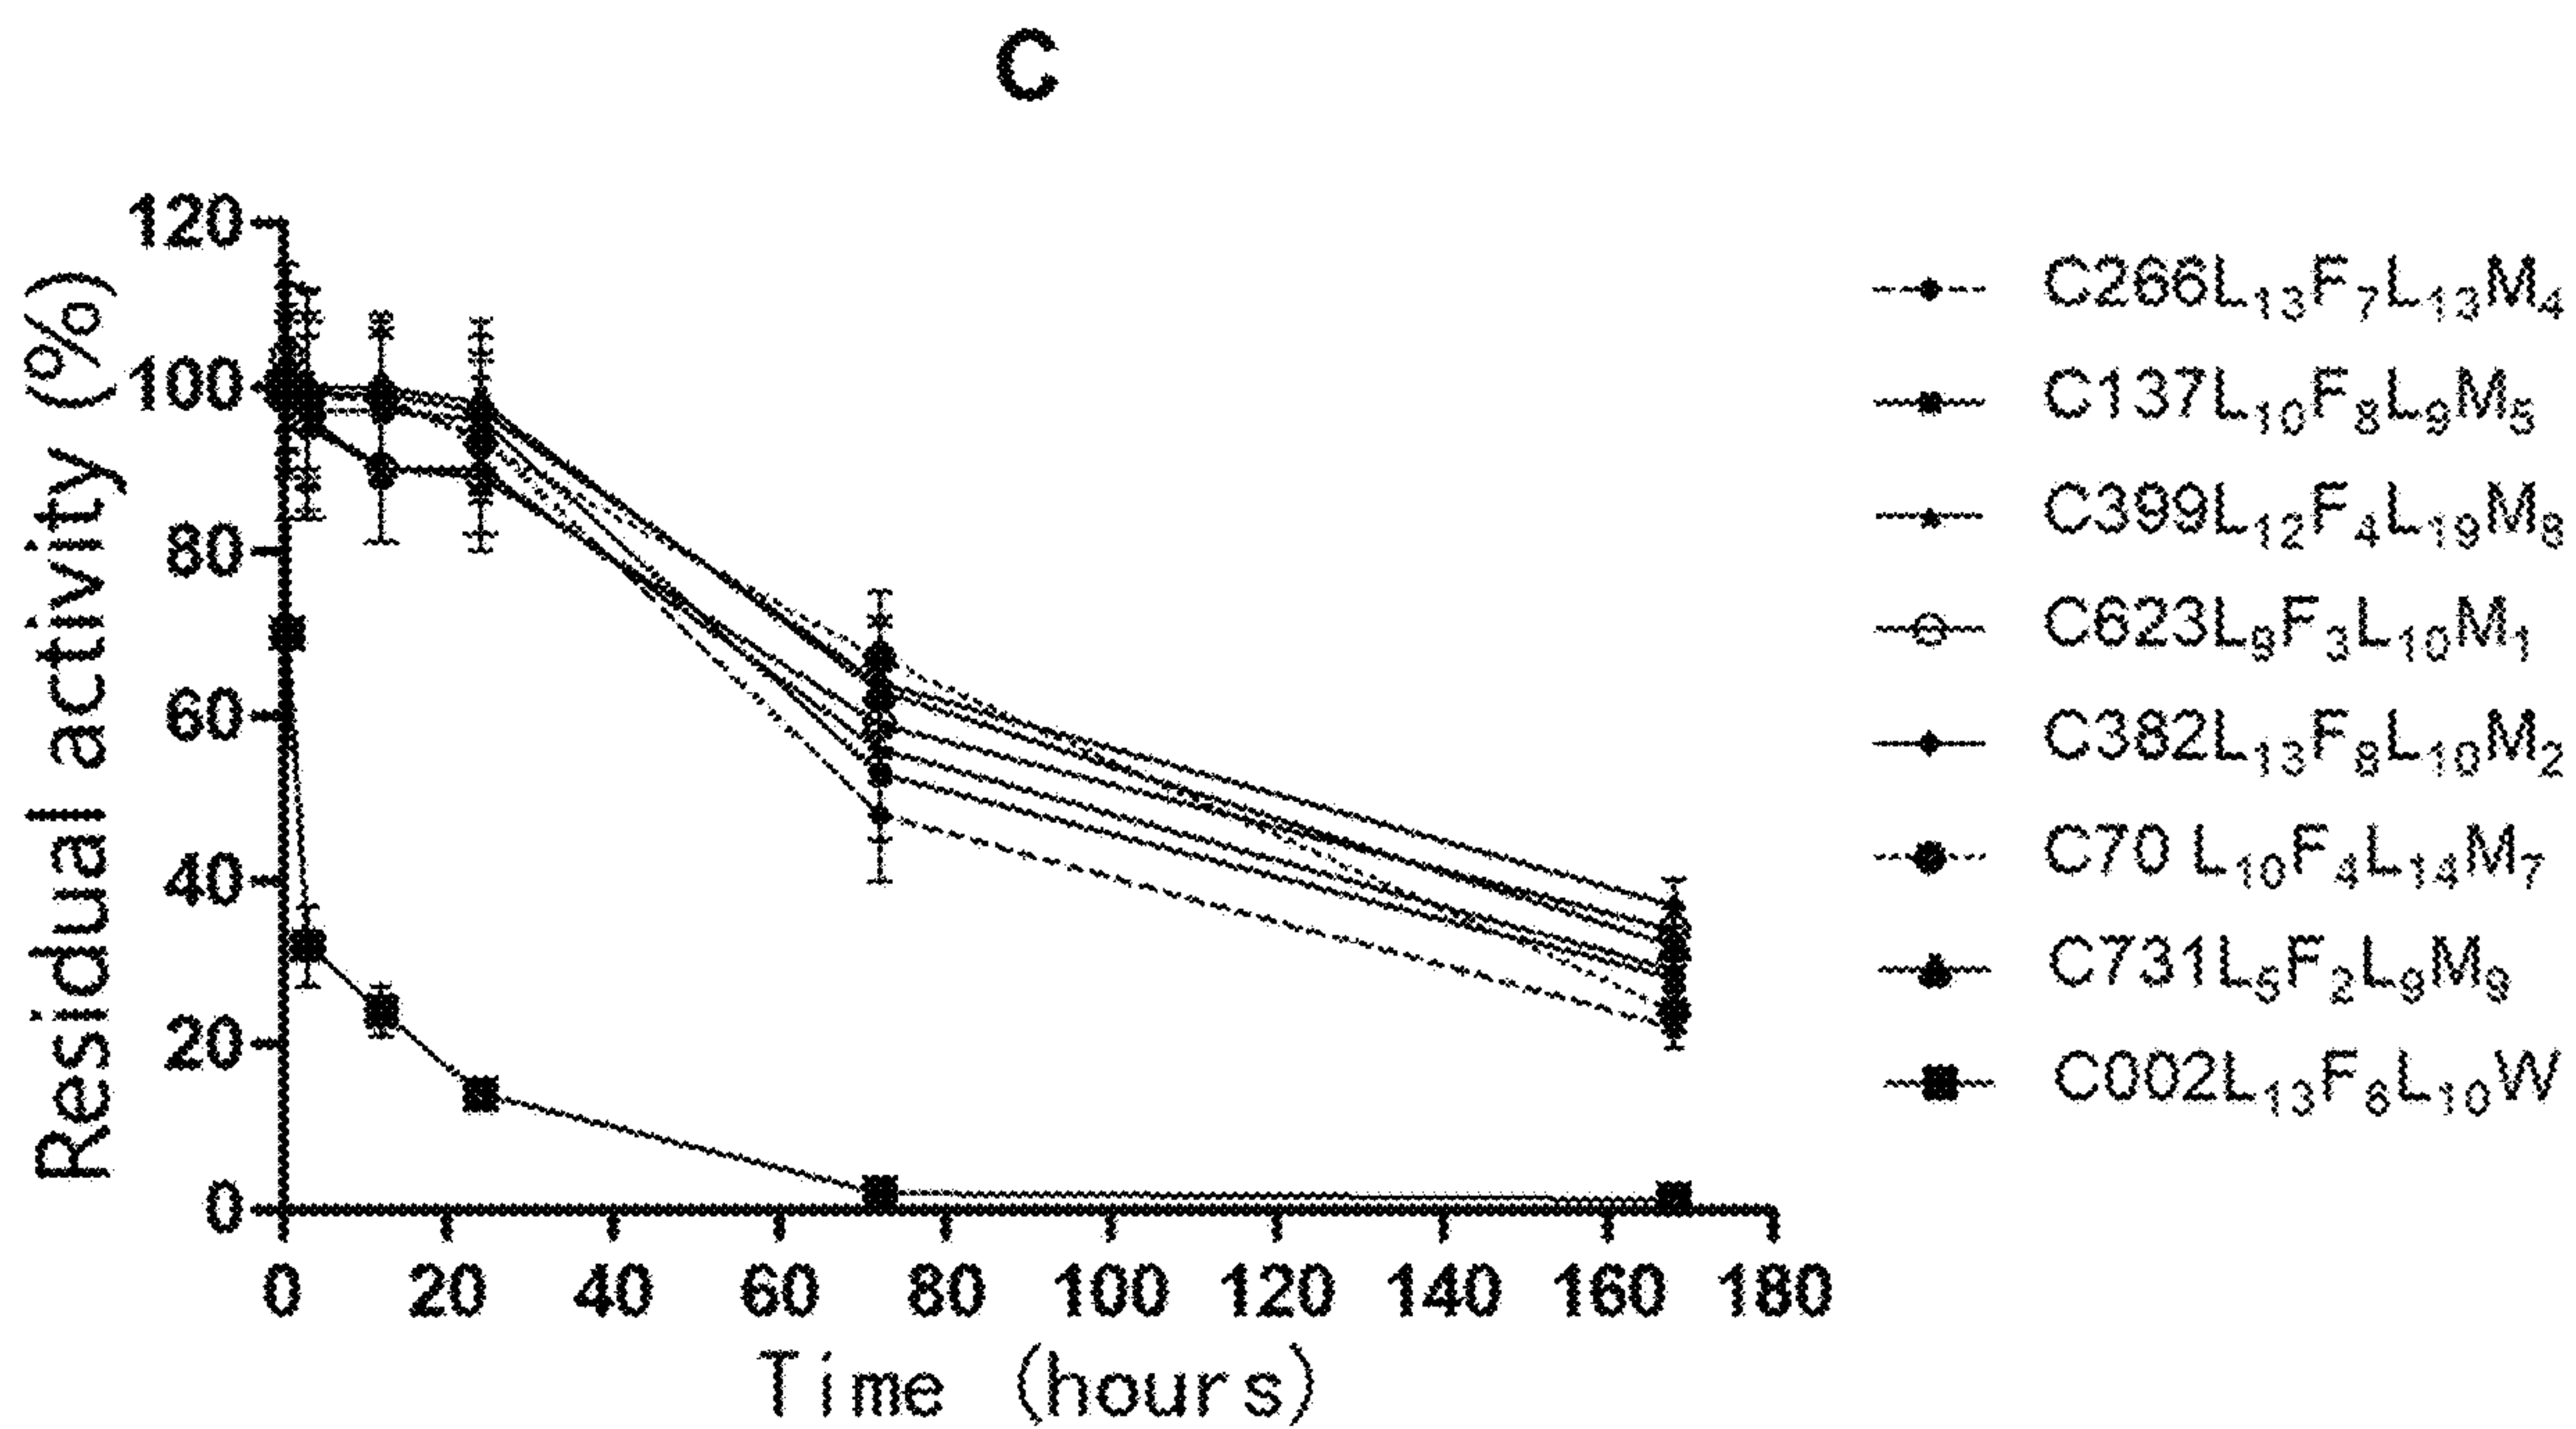 C
Residual activity (%)
120
100
80
60
40
20
0
0 20 40 60 80 100 120 140 160 180
Time (hours)
C266L₁₃F₇L₁₃M₄
C137L₁₀F₈L₉M₅
C399L₁₂F₄L₁₉M₈
C623L₉F₃L₁₀M₁
C382L₁₃F₈L₁₀M₂
C70 L₁₀F₄L₁₄M₇
C731L₅F₂L₉M₉
C002L₁₃F₆L₁₀W